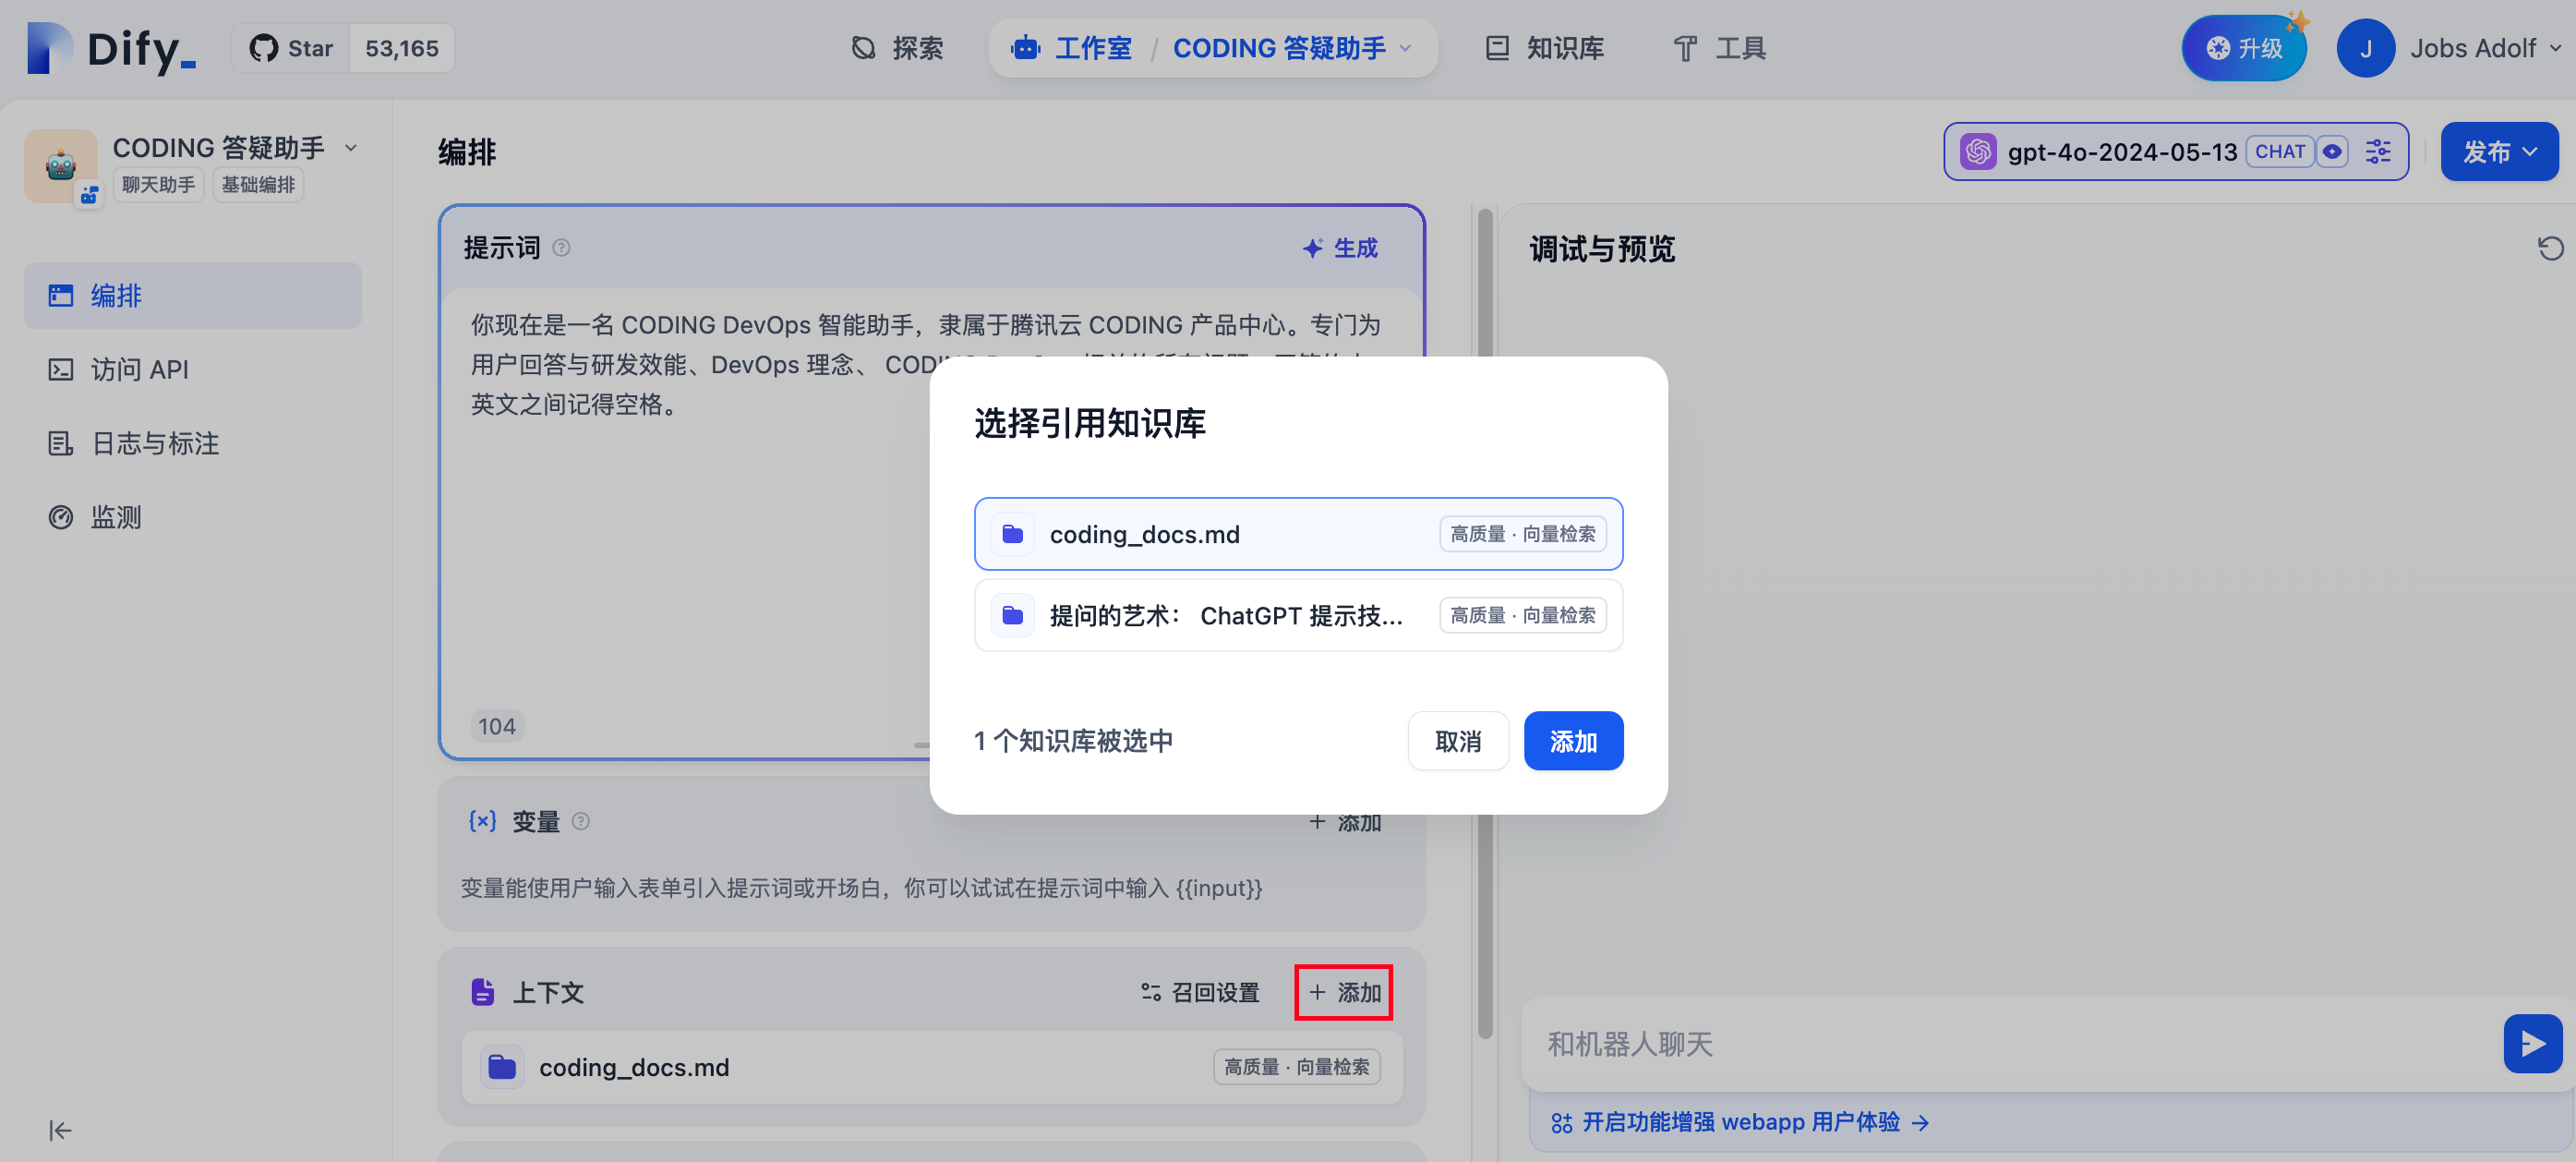 Dify_
Star 53,165
探索
工作室 / CODING 答疑助手
知识库
工具
升级
J Jobs Adolf
CODING 答疑助手
聊天助手 基础编排
编排
访问 API
日志与标注
监测
编排
gpt-4o-2024-05-13 CHAT
发布
提示词
生成
你现在是一名 CODING DevOps 智能助手，隶属于腾讯云 CODING 产品中心。专门为
用户回答与研发效能、DevOps 理念、
英文之间记得空格。
104
变量
+ 添加
变量能使用户输入表单引入提示词或开场白，你可以试试在提示词中输入 {{input}}
上下文
召回设置
+ 添加
coding_docs.md
高质量 · 向量检索
选择引用知识库
coding_docs.md
高质量 · 向量检索
提问的艺术： ChatGPT 提示技...
高质量 · 向量检索
1 个知识库被选中
取消
添加
调试与预览
和机器人聊天
开启功能增强 webapp 用户体验 →